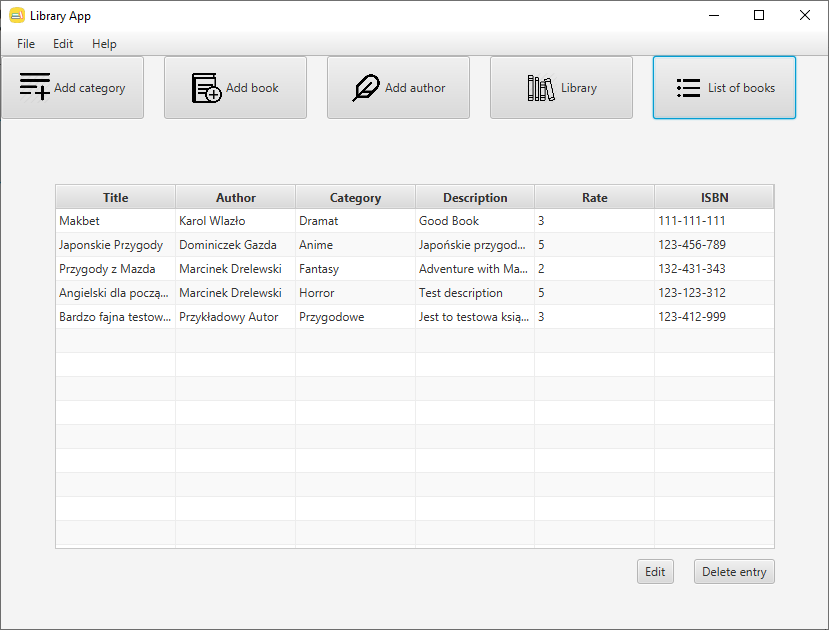 Library App
File Edit Help
Add category Add book Add author Library List of books
Title Author Category Description Rate ISBN
Makbet Karol Wlazło Dramat Good Book 3 111-111-111
Japonskie Przygody Dominiczek Gazda Anime Japońskie przygod... 5 123-456-789
Przygody z Mazda Marcinek Drelewski Fantasy Adventure with Ma... 2 132-431-343
Angielski dla począ... Marcinek Drelewski Horror Test description 5 123-123-312
Bardzo fajna testow... Przykładowy Autor Przygodowe Jest to testowa ksią... 3 123-412-999
Edit Delete entry